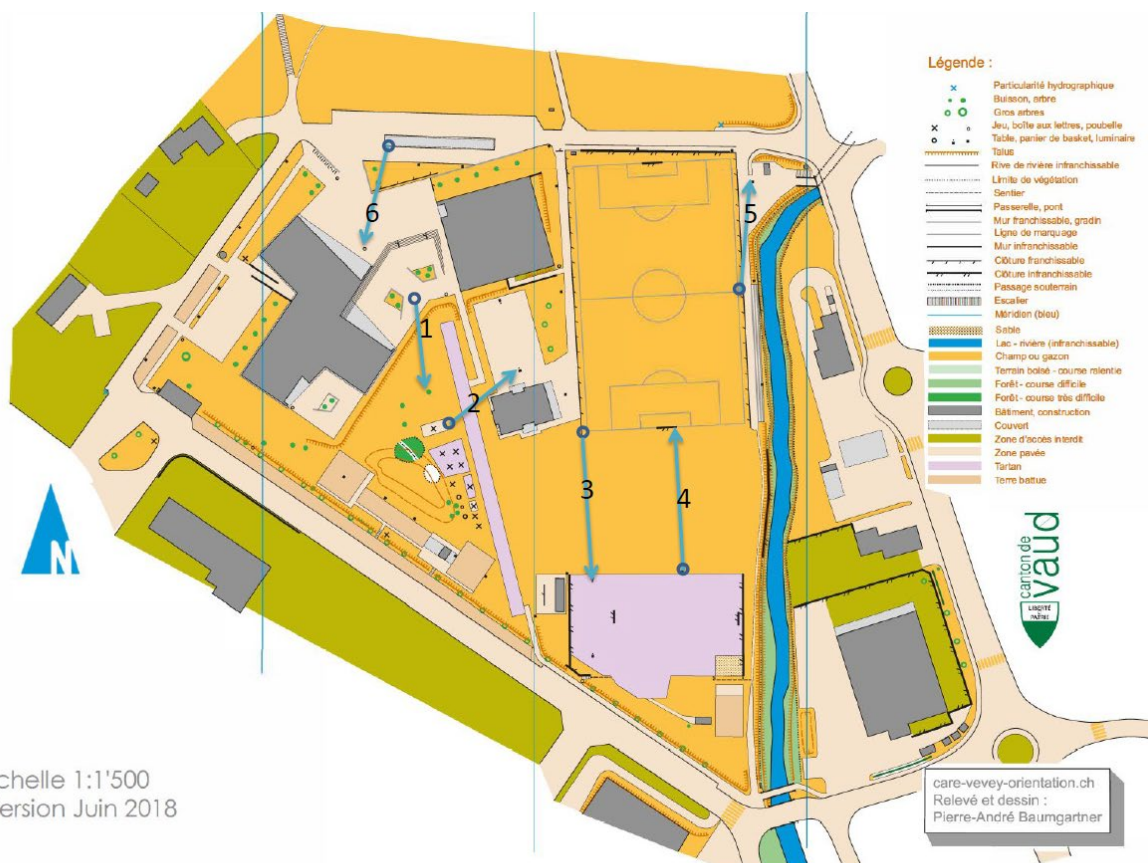 Légende :
Particularité hydrographique
Buisson, arbre
Gros arbres
Jeu, boîte aux lettres, poubelle
Table, panier de basket, luminaire
Talus
Rive de rivière infranchissable
Limite de végétation
Sentier
Passerelle, pont
Mur franchissable, gradin
Ligne de marquage
Mur infranchissable
Clôture franchissable
Clôture infranchissable
Passage souterrain
Escalier
Méridien (bleu)
Sable
Lac - rivière (infranchissable)
Champ ou gazon
Terrain boisé - course ralentie
Forêt - course difficile
Forêt - course très difficile
Bâtiment, construction
Couvert
Zone d'accès interdit
Zone pavée
Tartan
Terre battue
6
5
1
2
3
4
N
canton de
vaud
LIBERTÉ
ET
PATRIE
chelle 1:1'500
ersion Juin 2018
care-vevey-orientation.ch
Relevé et dessin :
Pierre-André Baumgartner